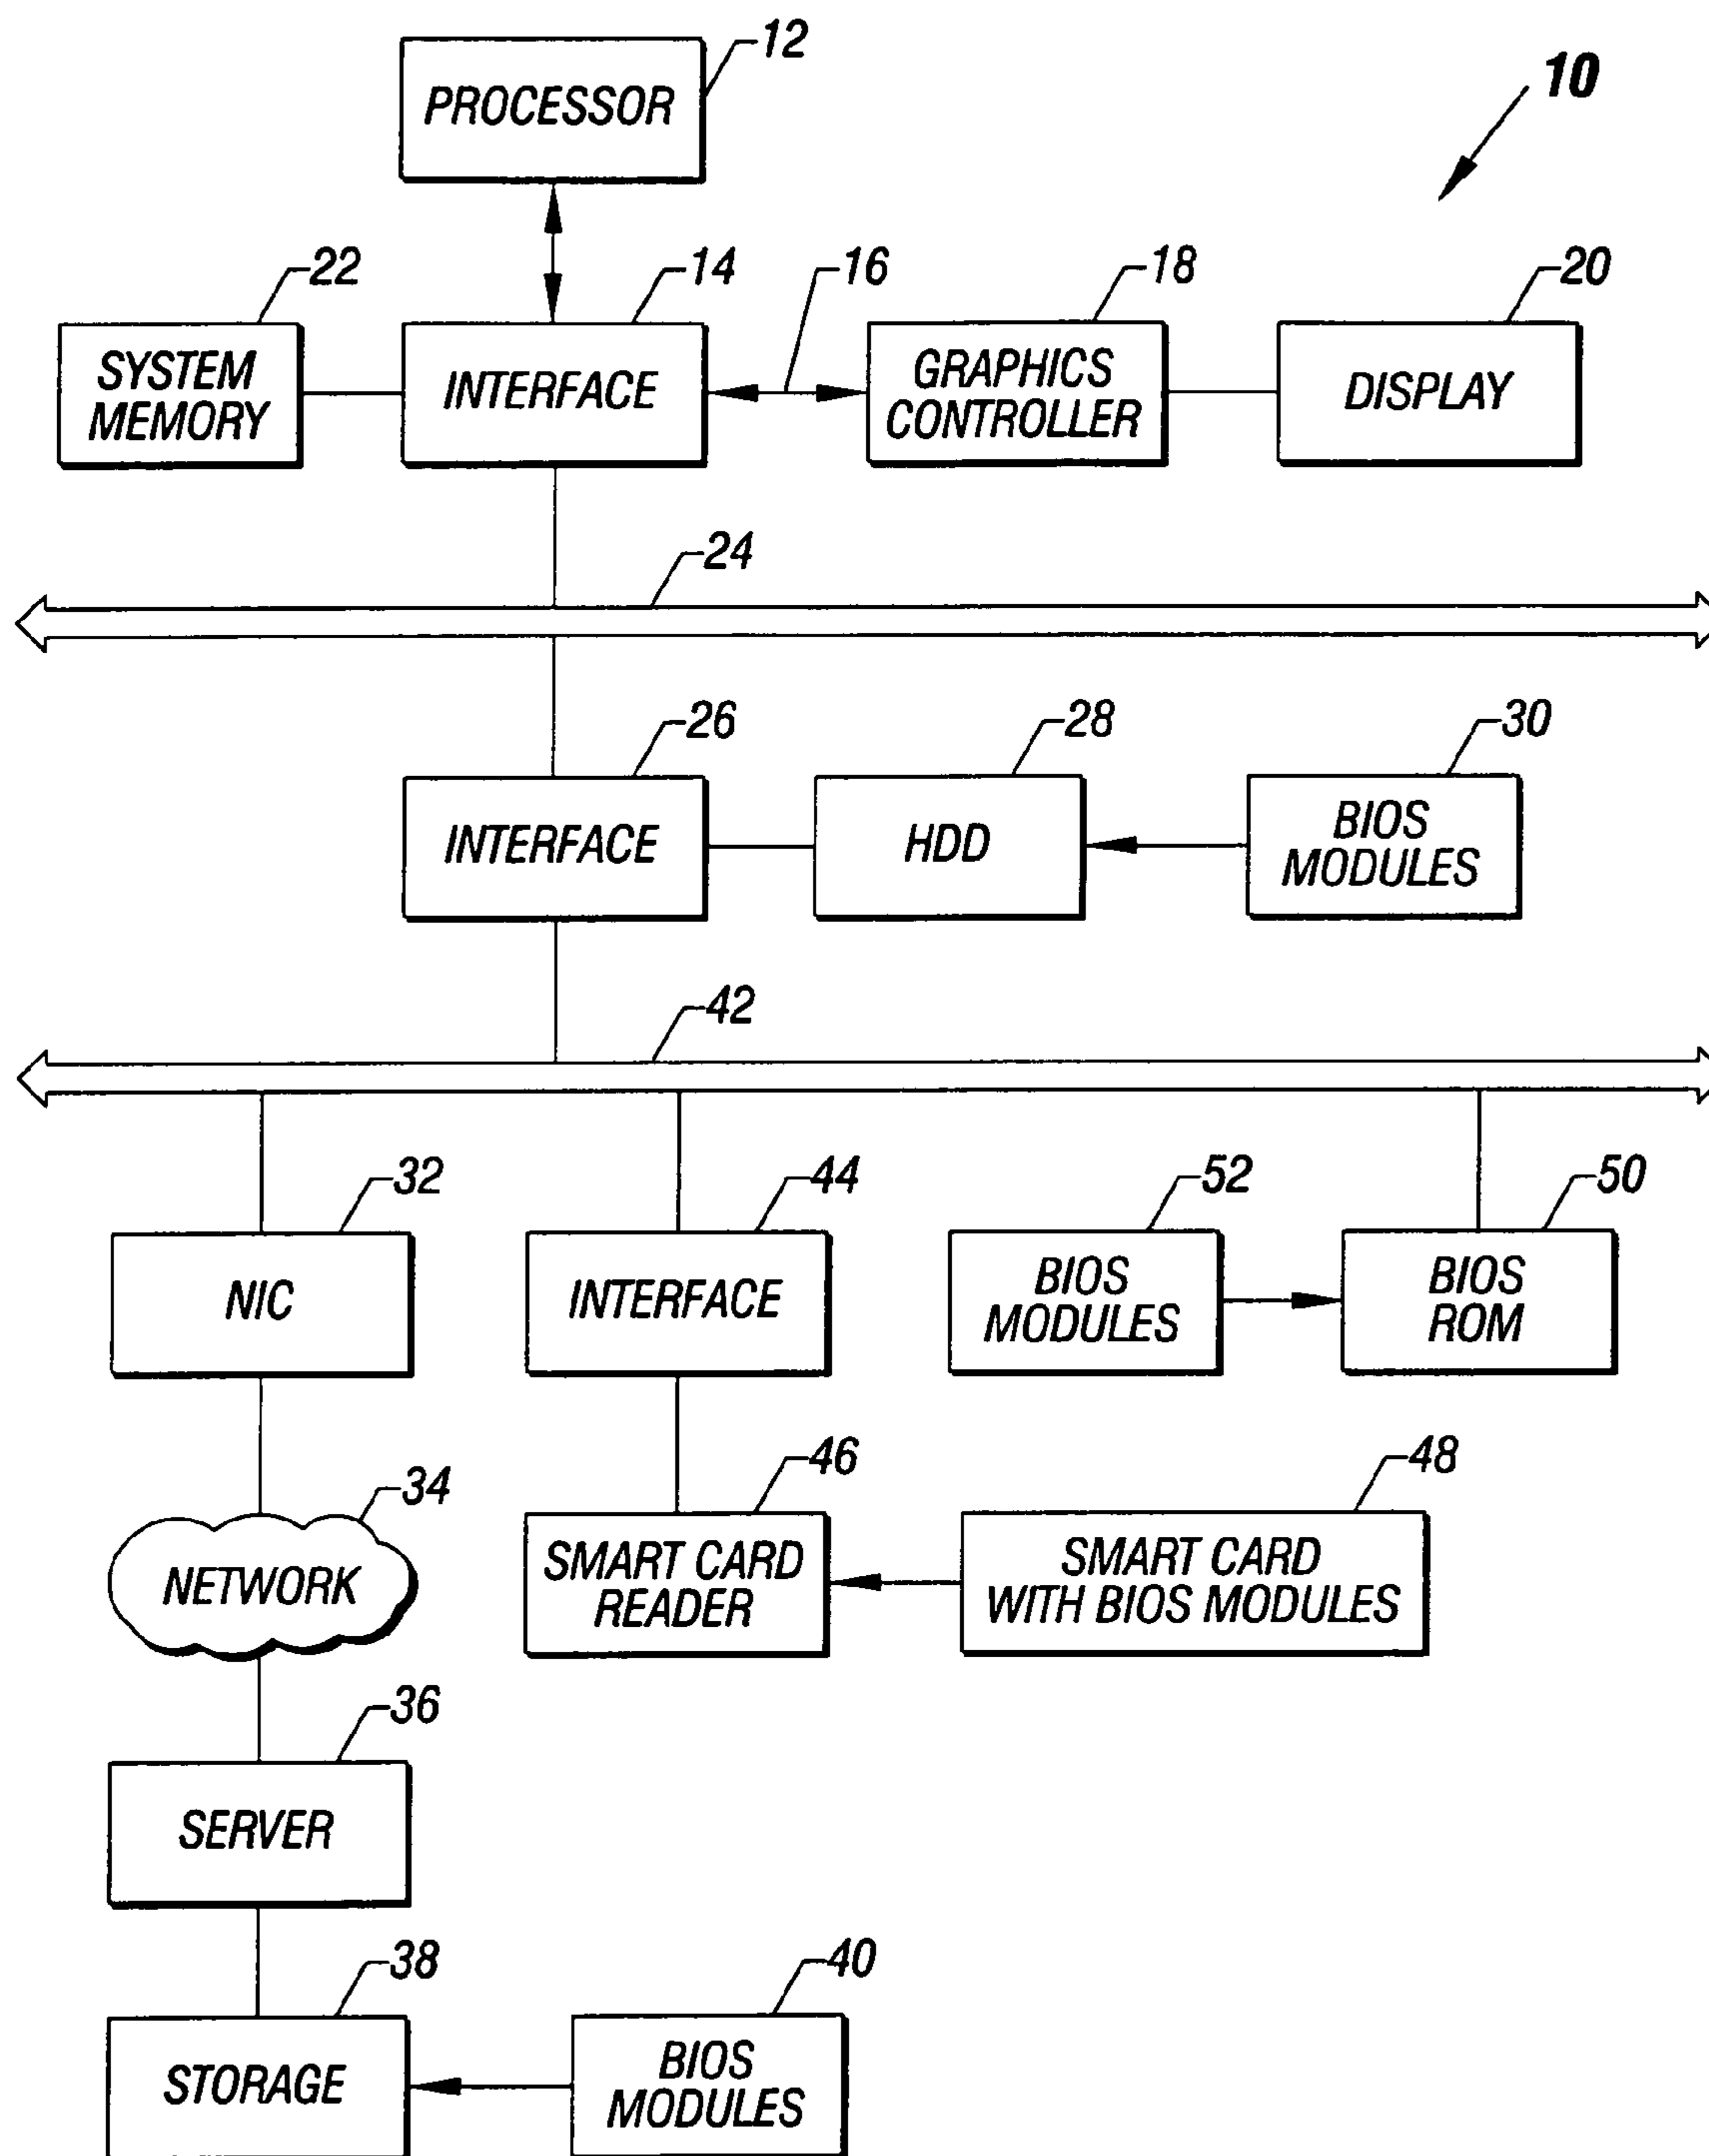 12
PROCESSOR
10
22
14
16
18
20
SYSTEM
MEMORY
INTERFACE
GRAPHICS
CONTROLLER
DISPLAY
24
26
28
30
INTERFACE
HDD
BIOS
MODULES
42
32
44
52
50
NIC
INTERFACE
BIOS
MODULES
BIOS
ROM
34
46
48
NETWORK
SMART CARD
READER
SMART CARD
WITH BIOS MODULES
36
SERVER
38
40
STORAGE
BIOS
MODULES